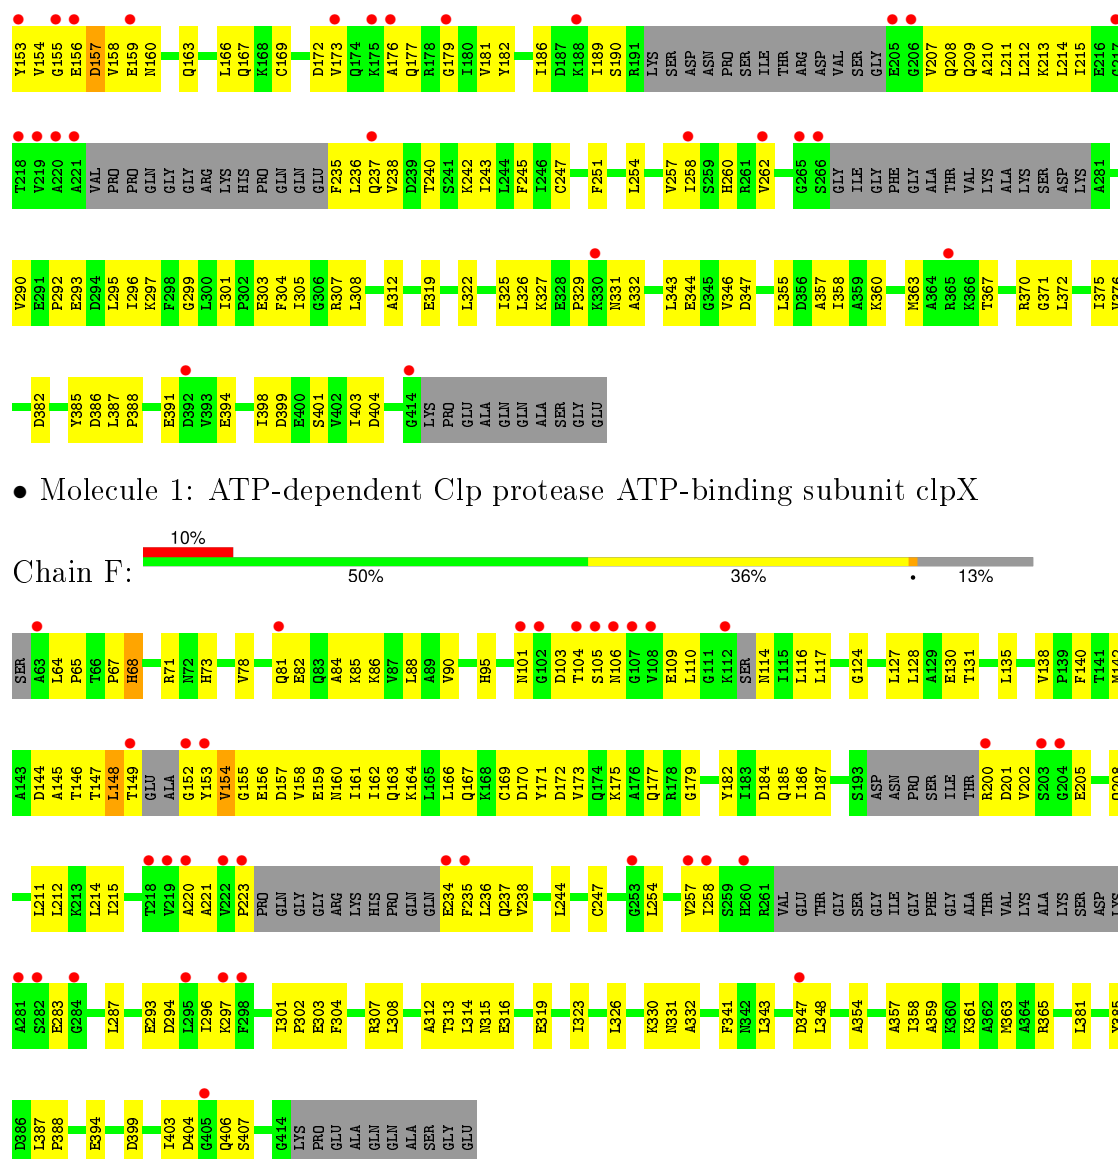 Y153 V154 G155 E156 D157 V158 E159 N160 Q163 L166 Q167 K168 C169 D172 V173 Q174 K175 A176 Q177 R178 G179 I180 V181 Y182 I186 D187 K188 I189 S190 R191 LYS SER ASP ASN PRO SER ILE THR ARG ASP VAL SER GLY E205 G206 V207 Q208 Q209 A210 L211 L212 K213 L214 I215 E216 G217
T218 V219 A220 A221 VAL PRO PRO GLN GLY GLY ARG LYS HIS PRO GLN GLN GLU F235 L236 Q237 V238 D239 T240 S241 K242 I243 L244 F245 I246 C247 F251 L254 V257 I258 S259 H260 R261 V262 G265 S266 GLY ILE GLY PHE GLY ALA THR VAL LYS ALA LYS SER ASP LYS A281
V290 E291 P292 E293 D294 L295 I296 K297 F298 G299 L300 I301 P302 E303 F304 I305 G306 R307 L308 A312 E319 L322 I325 L326 K327 E328 P329 K330 N331 A332 L343 E344 G345 V346 D347 L355 D356 A357 I358 A359 K360 M363 A364 R365 K366 T367 R370 G371 L372 I375 V376
D382 Y385 D386 L387 P388 E391 D392 V393 E394 I398 D399 E400 S401 V402 I403 D404 G414 LYS PRO GLU ALA GLN GLN ALA SER GLY GLU
• Molecule 1: ATP-dependent Clp protease ATP-binding subunit clpX
10%
Chain F:
50% 36% • 13%
SER A63 L64 P65 T66 P67 H68 R71 N72 H73 V78 Q81 E82 Q83 A84 K85 K86 V87 L88 A89 V90 H95 N101 G102 D103 T104 S105 N106 G107 V108 E109 L110 G111 K112 SER N114 I115 L116 L117 G124 L127 L128 A129 E130 T131 L135 V138 P139 F140 T141 M142
A143 D144 A145 T146 T147 L148 T149 GLU ALA G152 Y153 V154 G155 E156 D157 V158 E159 N160 I161 I162 Q163 K164 L165 L166 Q167 K168 C169 D170 Y171 D172 V173 Q174 K175 A176 Q177 R178 G179 Y182 I183 D184 Q185 I186 D187 S193 ASP ASN PRO SER ILE THR R200 D201 V202 S203 G204 E205 Q208
L211 L212 K213 L214 I215 T218 V219 A220 A221 V222 P223 PRO GLN GLY GLY ARG LYS HIS PRO GLN GLN E234 F235 L236 Q237 V238 L244 C247 G253 L254 V257 I258 S259 H260 R261 VAL GLU THR GLY SER GLY ILE GLY PHE GLY ALA THR VAL LYS ALA LYS SER ASP LYS
A281 S282 E283 G284 L287 E293 D294 L295 I296 K297 F298 I301 P302 E303 F304 R307 L308 A312 T313 L314 N315 E316 E319 I323 L326 K330 N331 A332 F341 N342 L343 D347 L348 A354 A357 I358 A359 K360 K361 A362 M363 A364 R365 L381 Y385
D386 L387 P388 E394 D399 I403 D404 G405 Q406 S407 G414 LYS PRO GLU ALA GLN GLN ALA SER GLY GLU